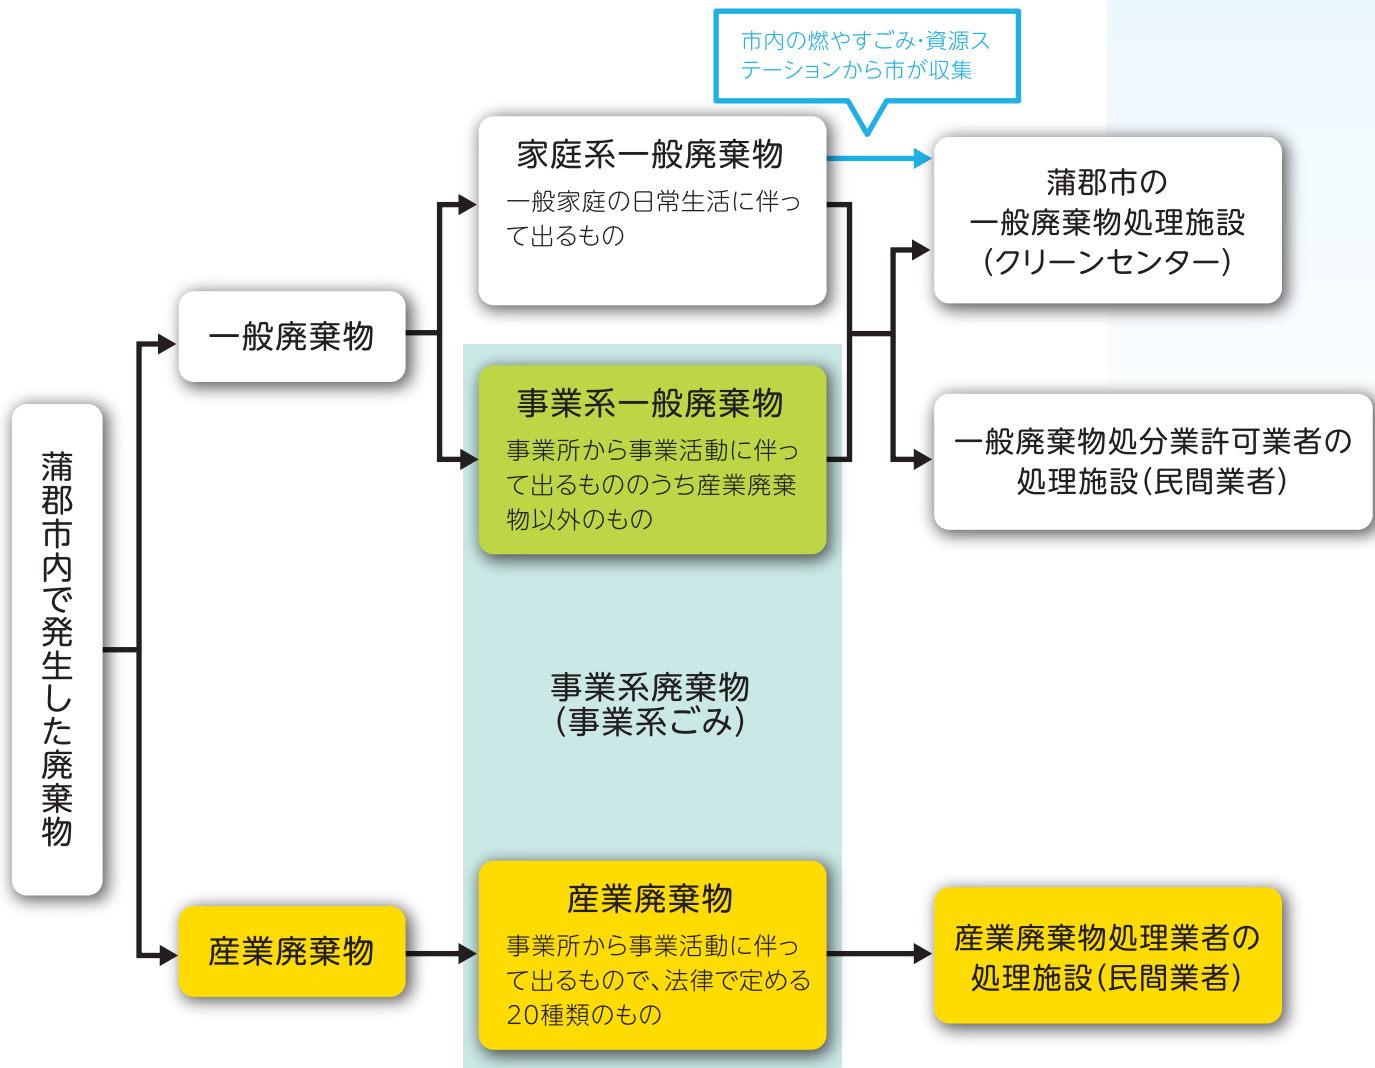 市内の燃やすごみ・資源ス
テーションから市が収集
家庭系一般廃棄物
一般家庭の日常生活に伴っ
て出るもの
蒲郡市の
一般廃棄物処理施設
(クリーンセンター)
一般廃棄物
事業系一般廃棄物
事業所から事業活動に伴っ
て出るもののうち産業廃棄
物以外のもの
一般廃棄物処分業許可業者の
処理施設(民間業者)
蒲郡市内で発生した廃棄物
事業系廃棄物
(事業系ごみ)
産業廃棄物
産業廃棄物
事業所から事業活動に伴っ
て出るもので、法律で定める
20種類のもの
産業廃棄物処理業者の
処理施設(民間業者)